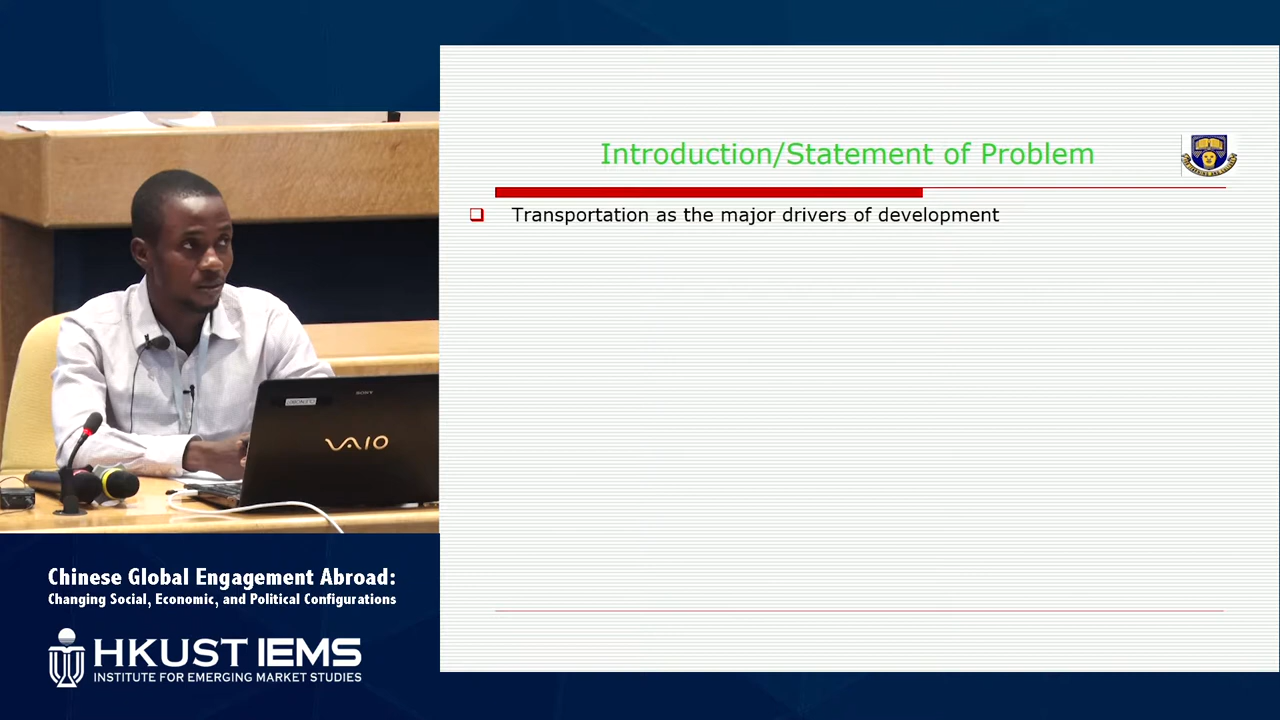 Introduction/Statement of Problem
Transportation as the major drivers of development
SONY
VAIO
Chinese Global Engagement Abroad:
Changing Social, Economic, and Political Configurations
HKUST IEMS
INSTITUTE FOR EMERGING MARKET STUDIES